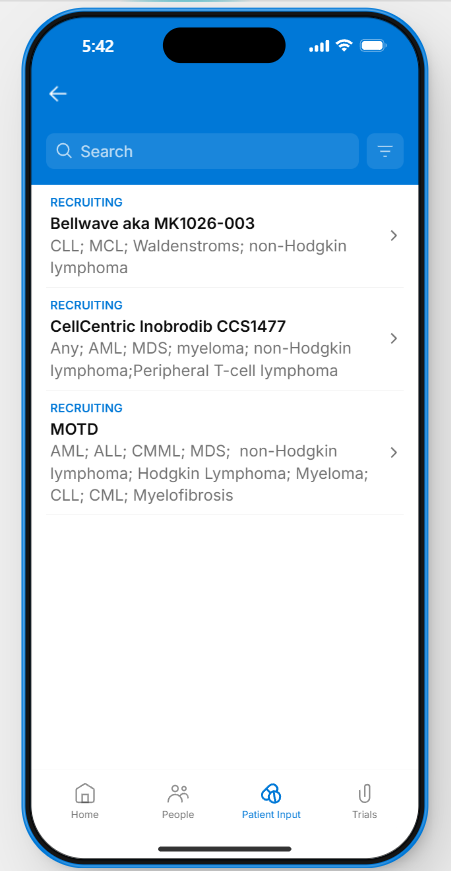 5:42
Search
RECRUITING
Bellwave aka MK1026-003
CLL; MCL; Waldenstroms; non-Hodgkin
lymphoma
RECRUITING
CellCentric Inobrodib CCS1477
Any; AML; MDS; myeloma; non-Hodgkin
lymphoma;Peripheral T-cell lymphoma
RECRUITING
MOTD
AML; ALL; CMML; MDS;  non-Hodgkin
lymphoma; Hodgkin Lymphoma; Myeloma;
CLL; CML; Myelofibrosis
Home People Patient Input Trials